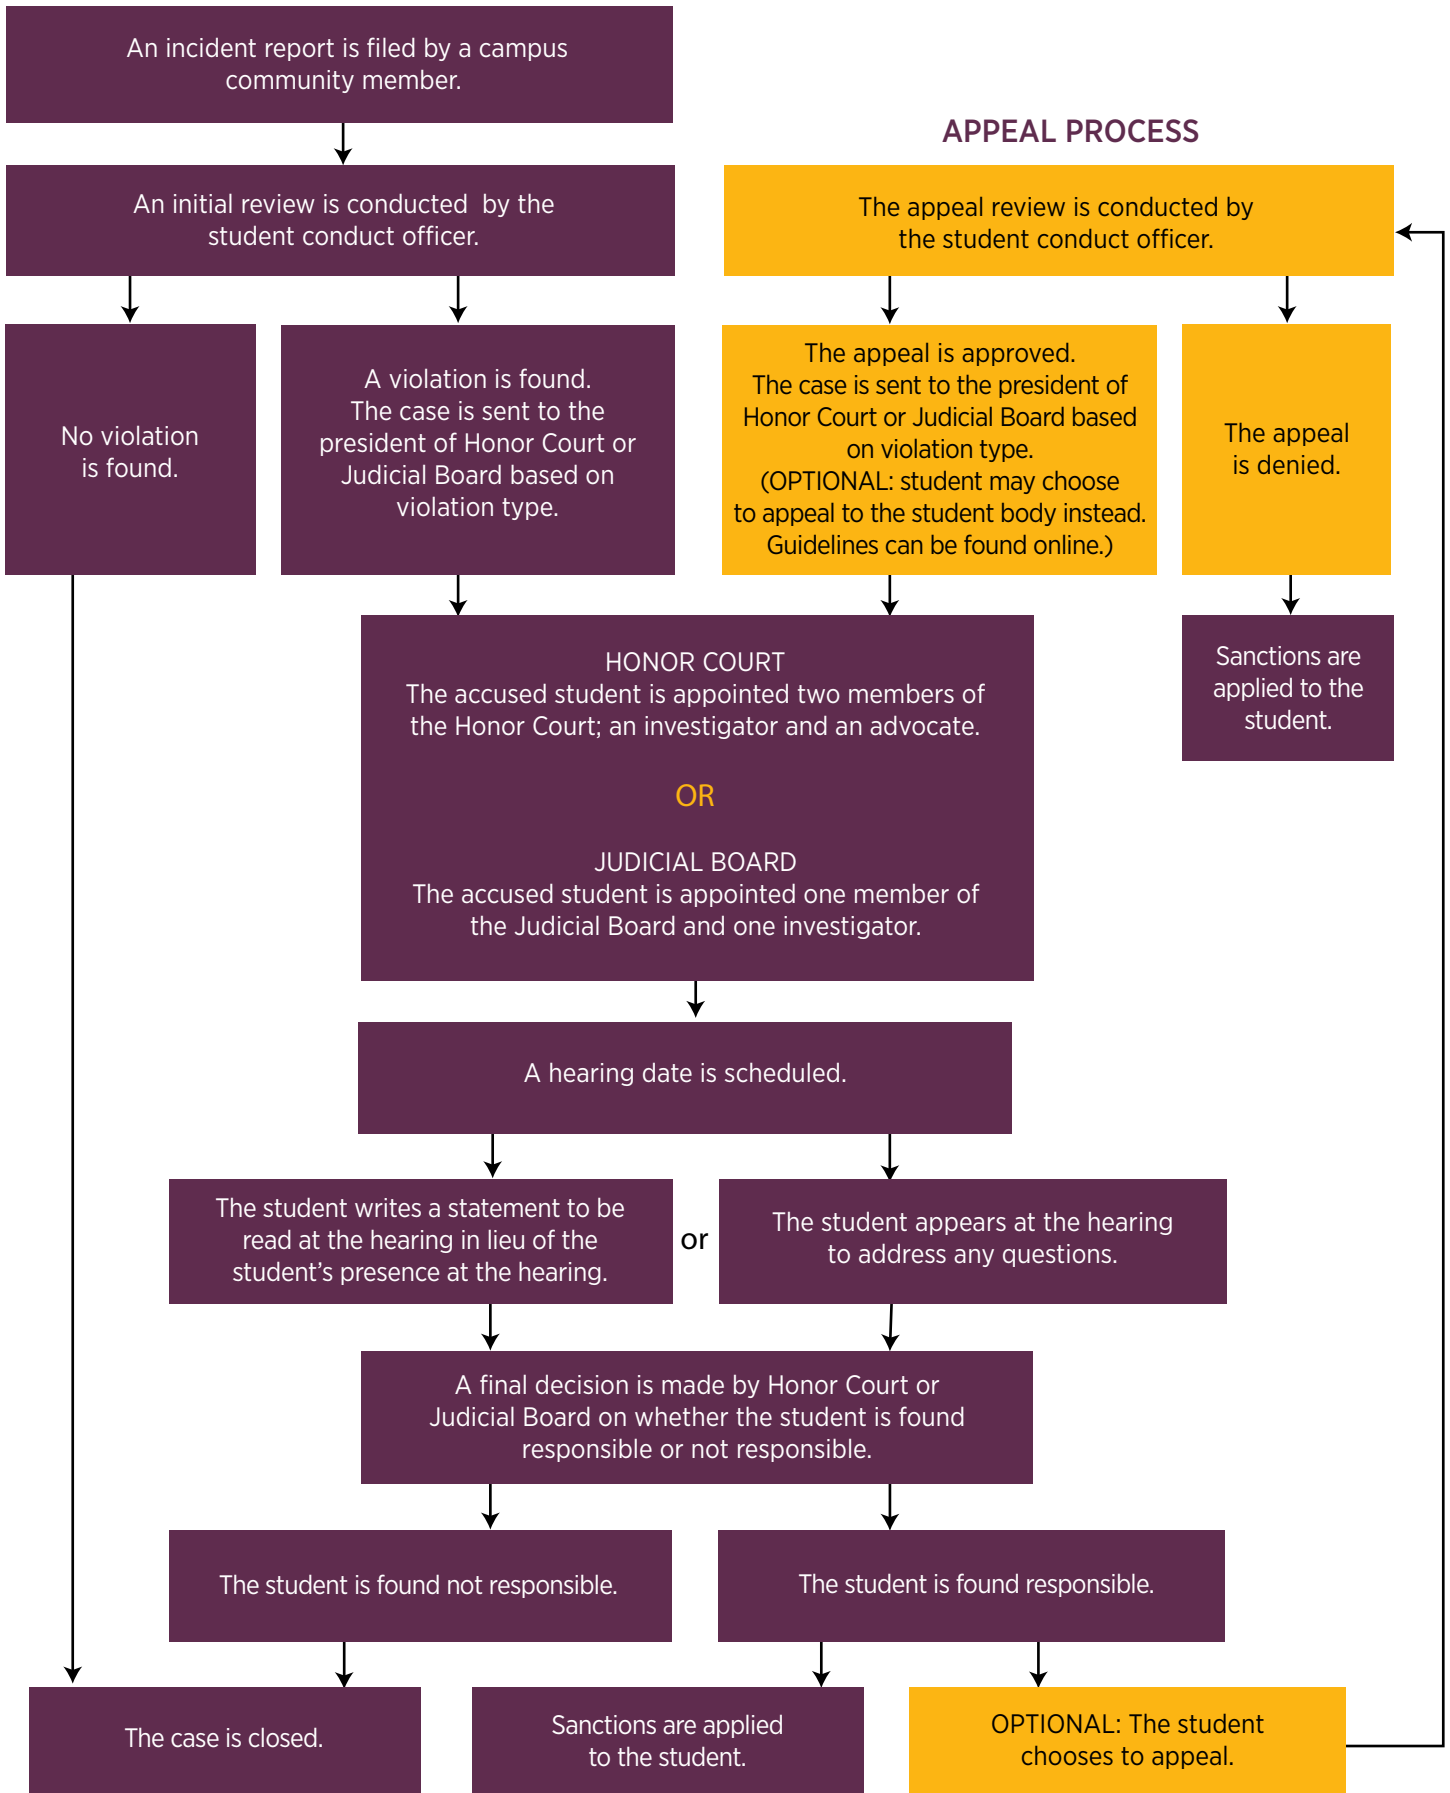 An incident report is filed by a campus
community member.
APPEAL PROCESS
An initial review is conducted by the
student conduct officer.
The appeal review is conducted by
the student conduct officer.
No violation
is found.
A violation is found.
The case is sent to the
president of Honor Court or
Judicial Board based on
violation type.
The appeal is approved.
The case is sent to the president of
Honor Court or Judicial Board based
on violation type.
(OPTIONAL: student may choose
to appeal to the student body instead.
Guidelines can be found online.)
The appeal
is denied.
HONOR COURT
The accused student is appointed two members of
the Honor Court; an investigator and an advocate.
OR
JUDICIAL BOARD
The accused student is appointed one member of
the Judicial Board and one investigator.
Sanctions are
applied to the
student.
A hearing date is scheduled.
The student writes a statement to be
read at the hearing in lieu of the
student’s presence at the hearing.
or
The student appears at the hearing
to address any questions.
A final decision is made by Honor Court or
Judicial Board on whether the student is found
responsible or not responsible.
The student is found not responsible.
The student is found responsible.
The case is closed.
Sanctions are applied
to the student.
OPTIONAL: The student
chooses to appeal.